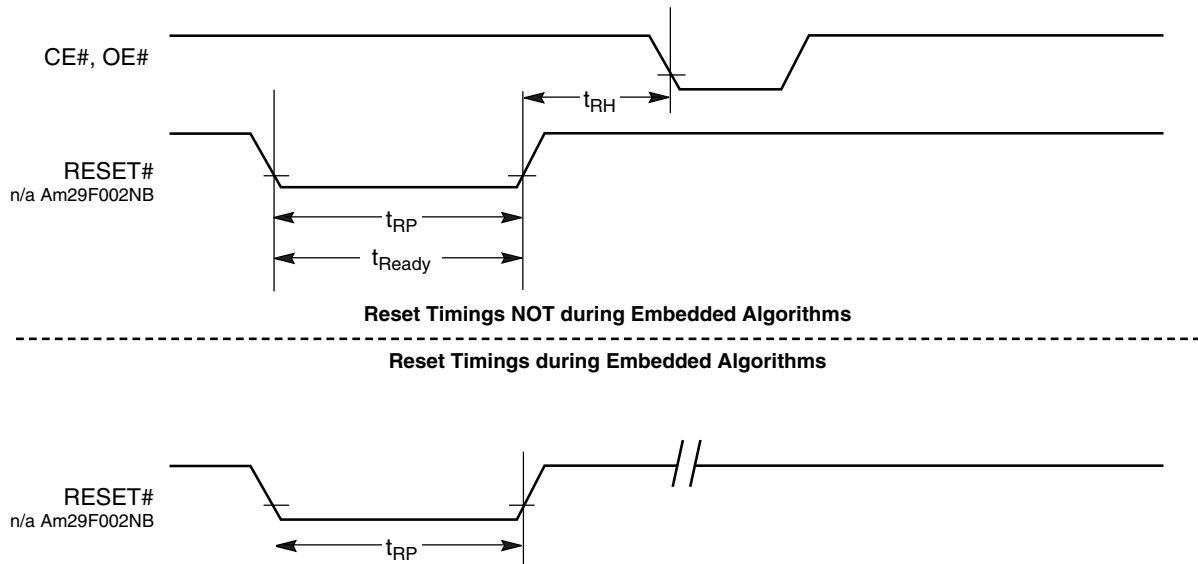 CE#, OE#
tRH
RESET#
n/a Am29F002NB
tRP
tReady
Reset Timings NOT during Embedded Algorithms
Reset Timings during Embedded Algorithms
RESET#
n/a Am29F002NB
tRP